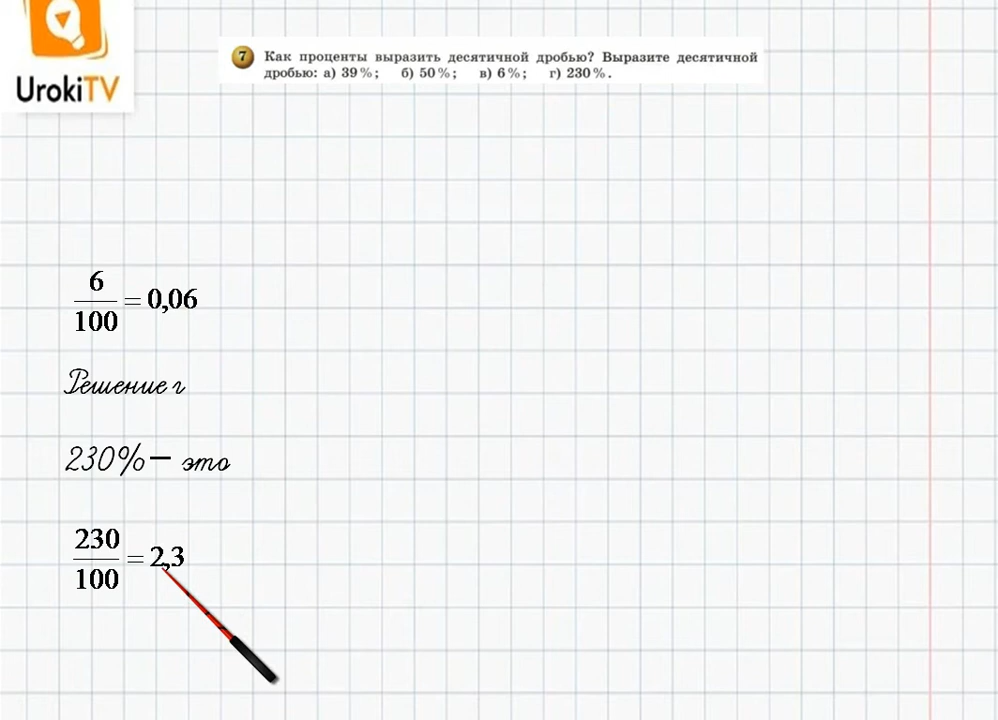 UrokiTV
7 Как проценты выразить десятичной дробью? Выразите десятичной
дробью: а) 39%; б) 50%; в) 6%; г) 230%.
6/100 = 0,06
Решение г
230% – это
230/100 = 2,3